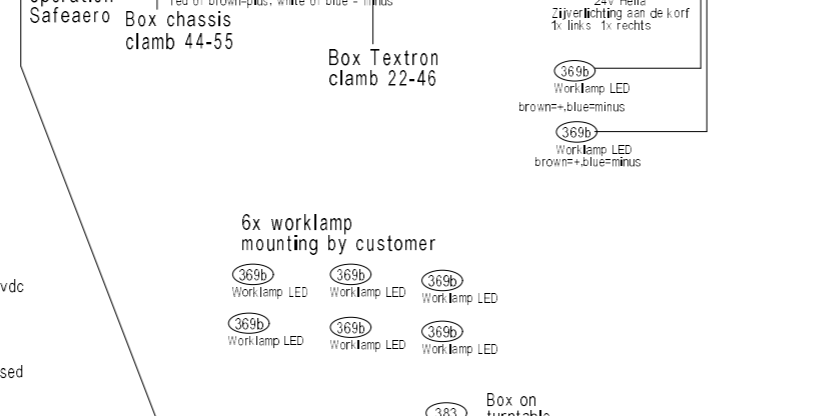 Safeaero
Box chassis
clamb 44-55
red of brown=plus, white of blue = minus
Box Textron
clamb 22-46
24v Hella
Zijverlichting aan de korf
1x links 1x rechts
369b
Worklamp LED
brown=+,blue=minus
369b
Worklamp LED
brown=+,blue=minus
6x worklamp
mounting by customer
369b
Worklamp LED
369b
Worklamp LED
369b
Worklamp LED
369b
Worklamp LED
369b
Worklamp LED
369b
Worklamp LED
vdc
sed
383
Box on
turntable